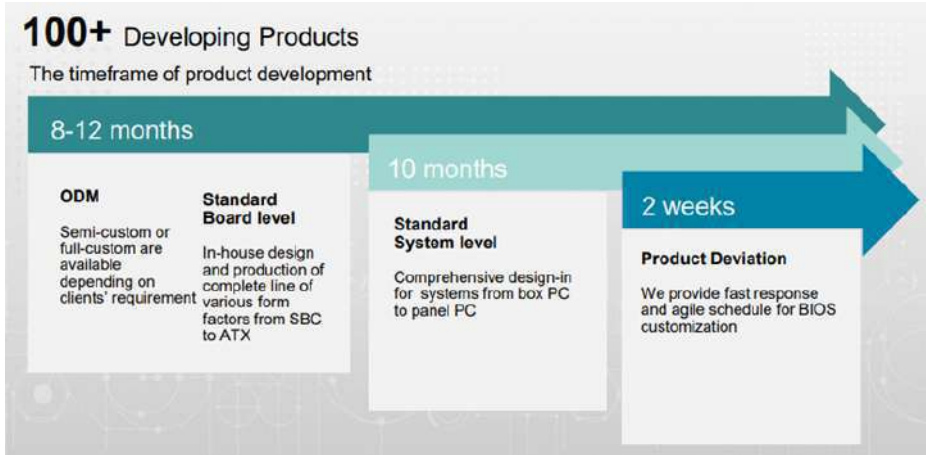 100+ Developing Products
The timeframe of product development
8-12 months
ODM
Semi-custom or
full-custom are
available
depending on
clients' requirement
Standard
Board level
In-house design
and production of
complete line of
various form
factors from SBC
to ATX
10 months
Standard
System level
Comprehensive design-in
for systems from box PC
to panel PC
2 weeks
Product Deviation
We provide fast response
and agile schedule for BIOS
customization